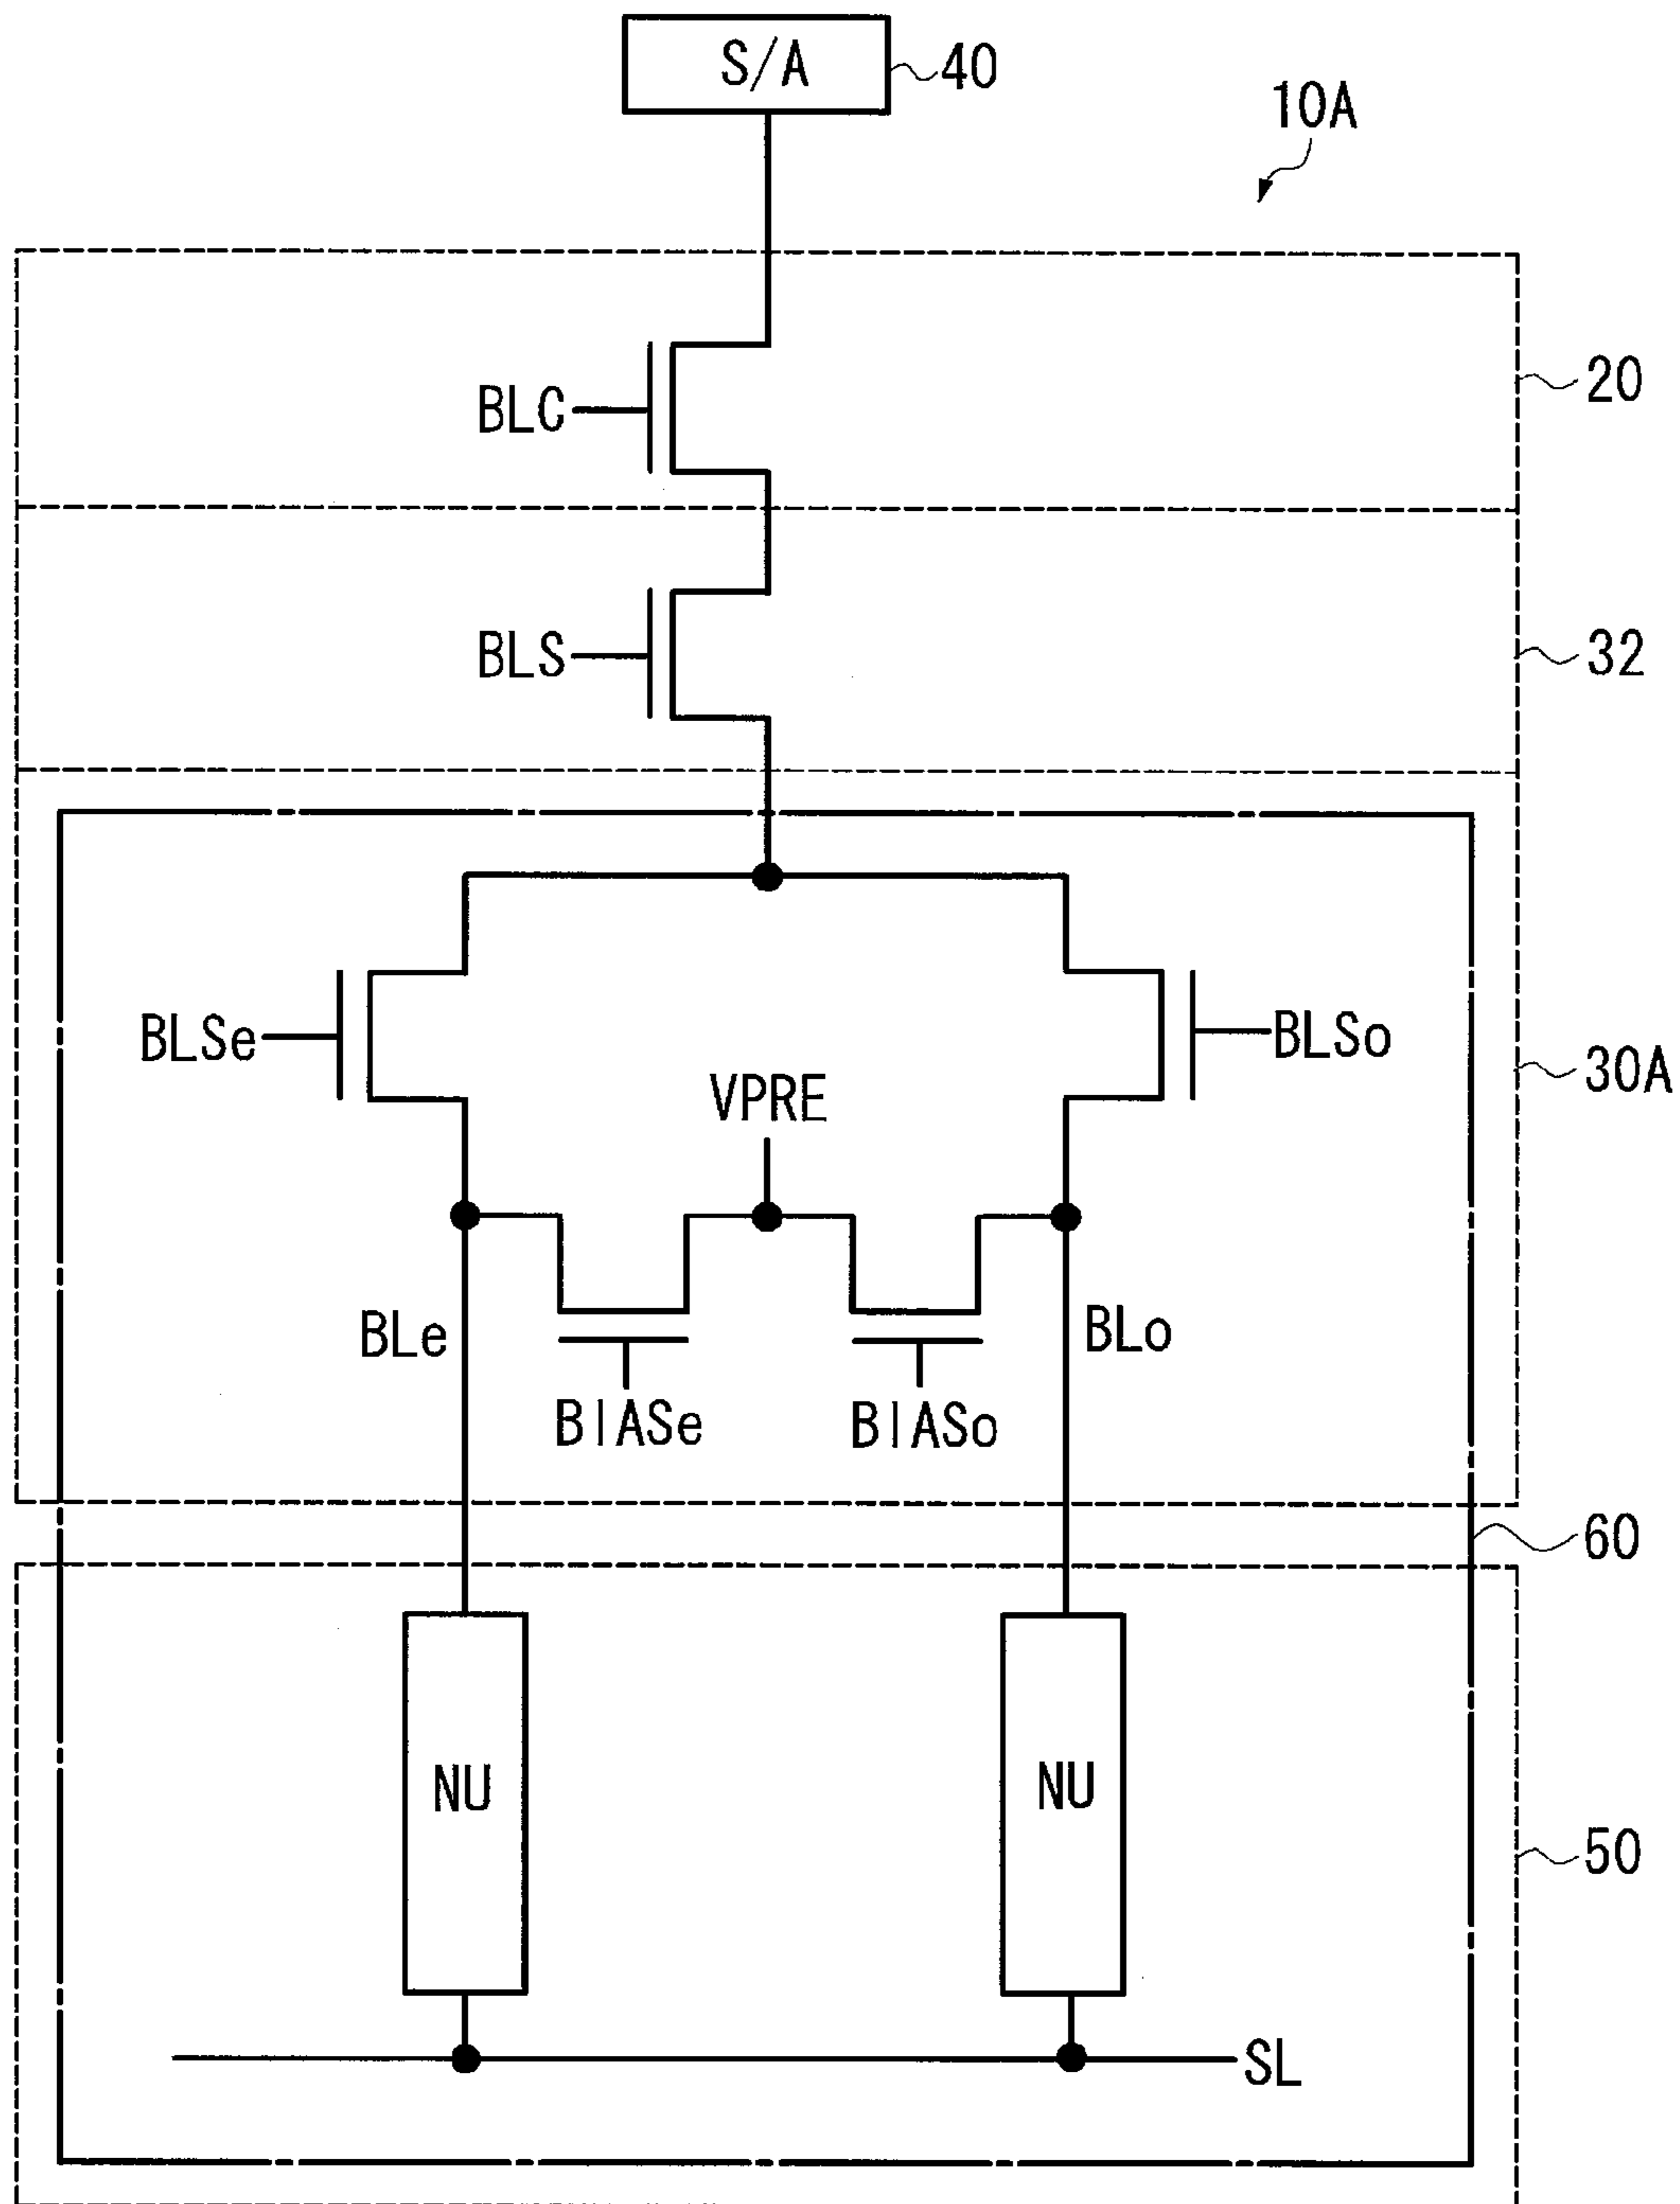 S/A
40
10A
BLC
20
BLS
32
BLSe
BLSo
VPRE
30A
BLe
BLo
BIASe
BIASo
60
NU
NU
50
SL